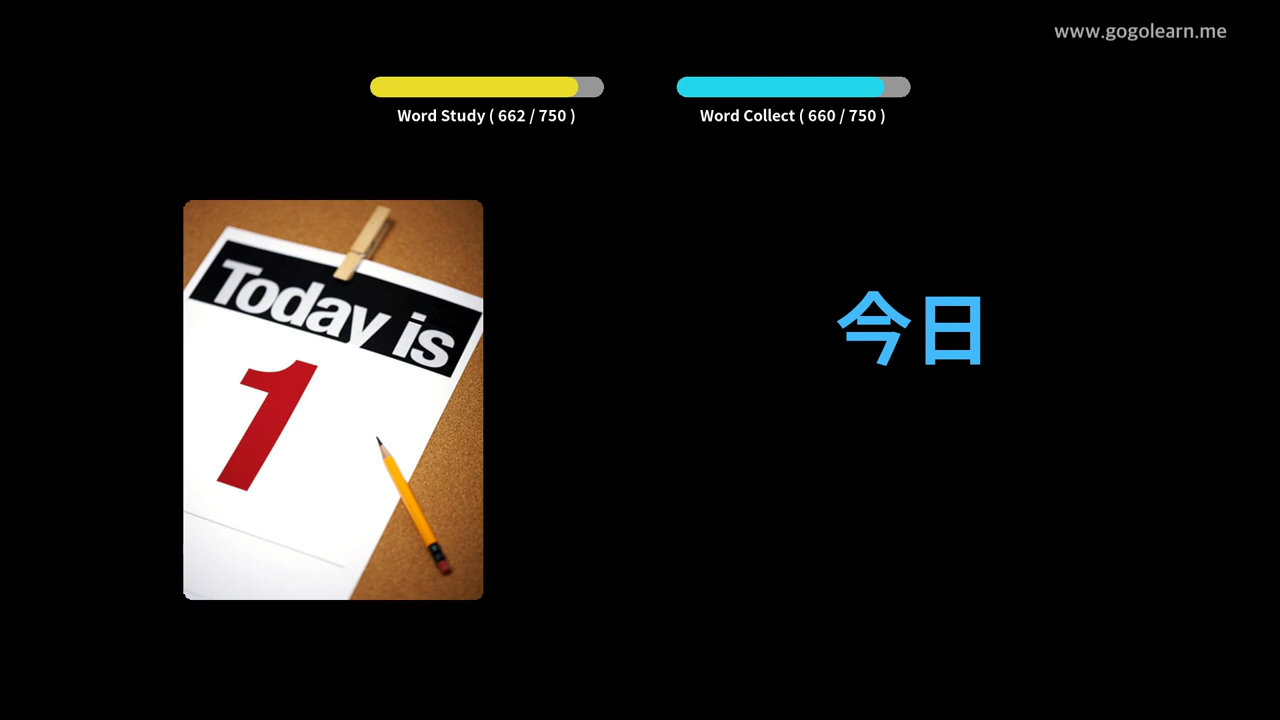 www.gogolearn.me
Word Study ( 662 / 750 )
Word Collect ( 660 / 750 )
Today is
1
今日